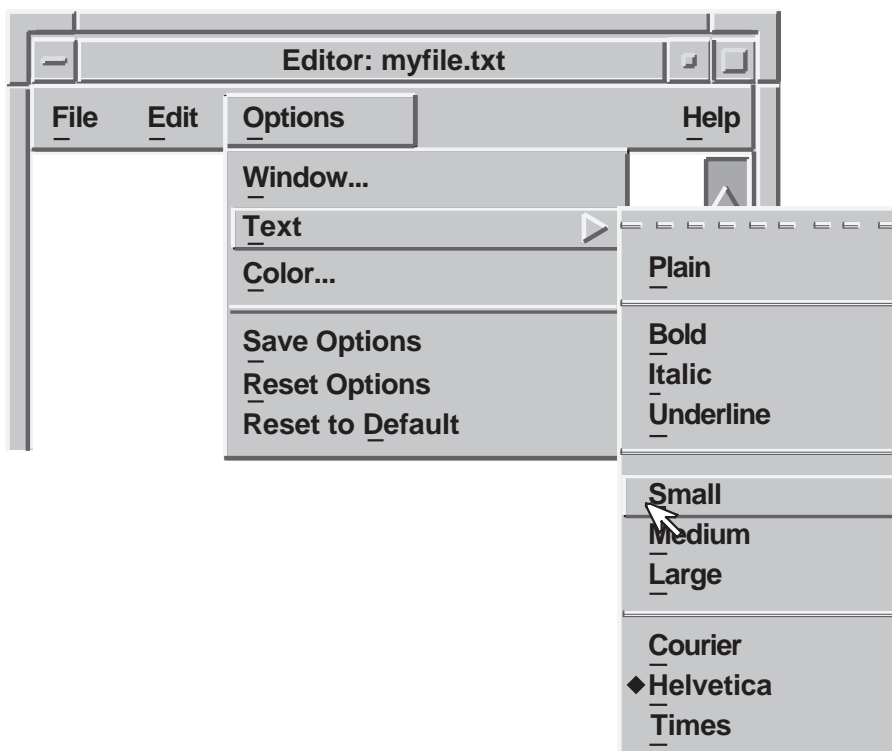 Editor: myfile.txt
File Edit Options Help
Window...
Text
Color...
Save Options
Reset Options
Reset to Default
Plain
Bold
Italic
Underline
Small
Medium
Large
Courier
Helvetica
Times